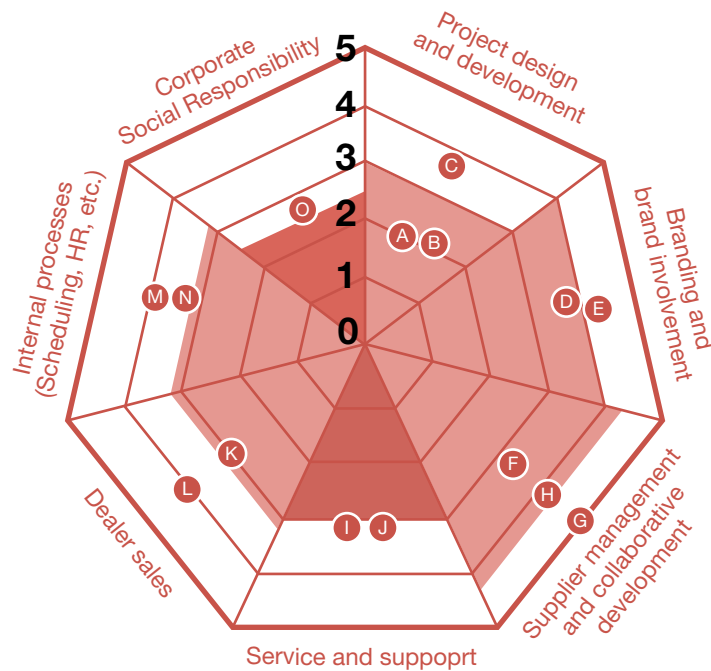 Corporate
Social Responsibility
Project design
and development
Branding and
brand involvement
Supplier management
and collaborative
development
Service and suppoprt
Dealer sales
Internal processes
(Scheduling, HR, etc.)
5
4
3
2
1
0
C
A
B
D
E
F
H
G
I
J
K
L
M
N
O